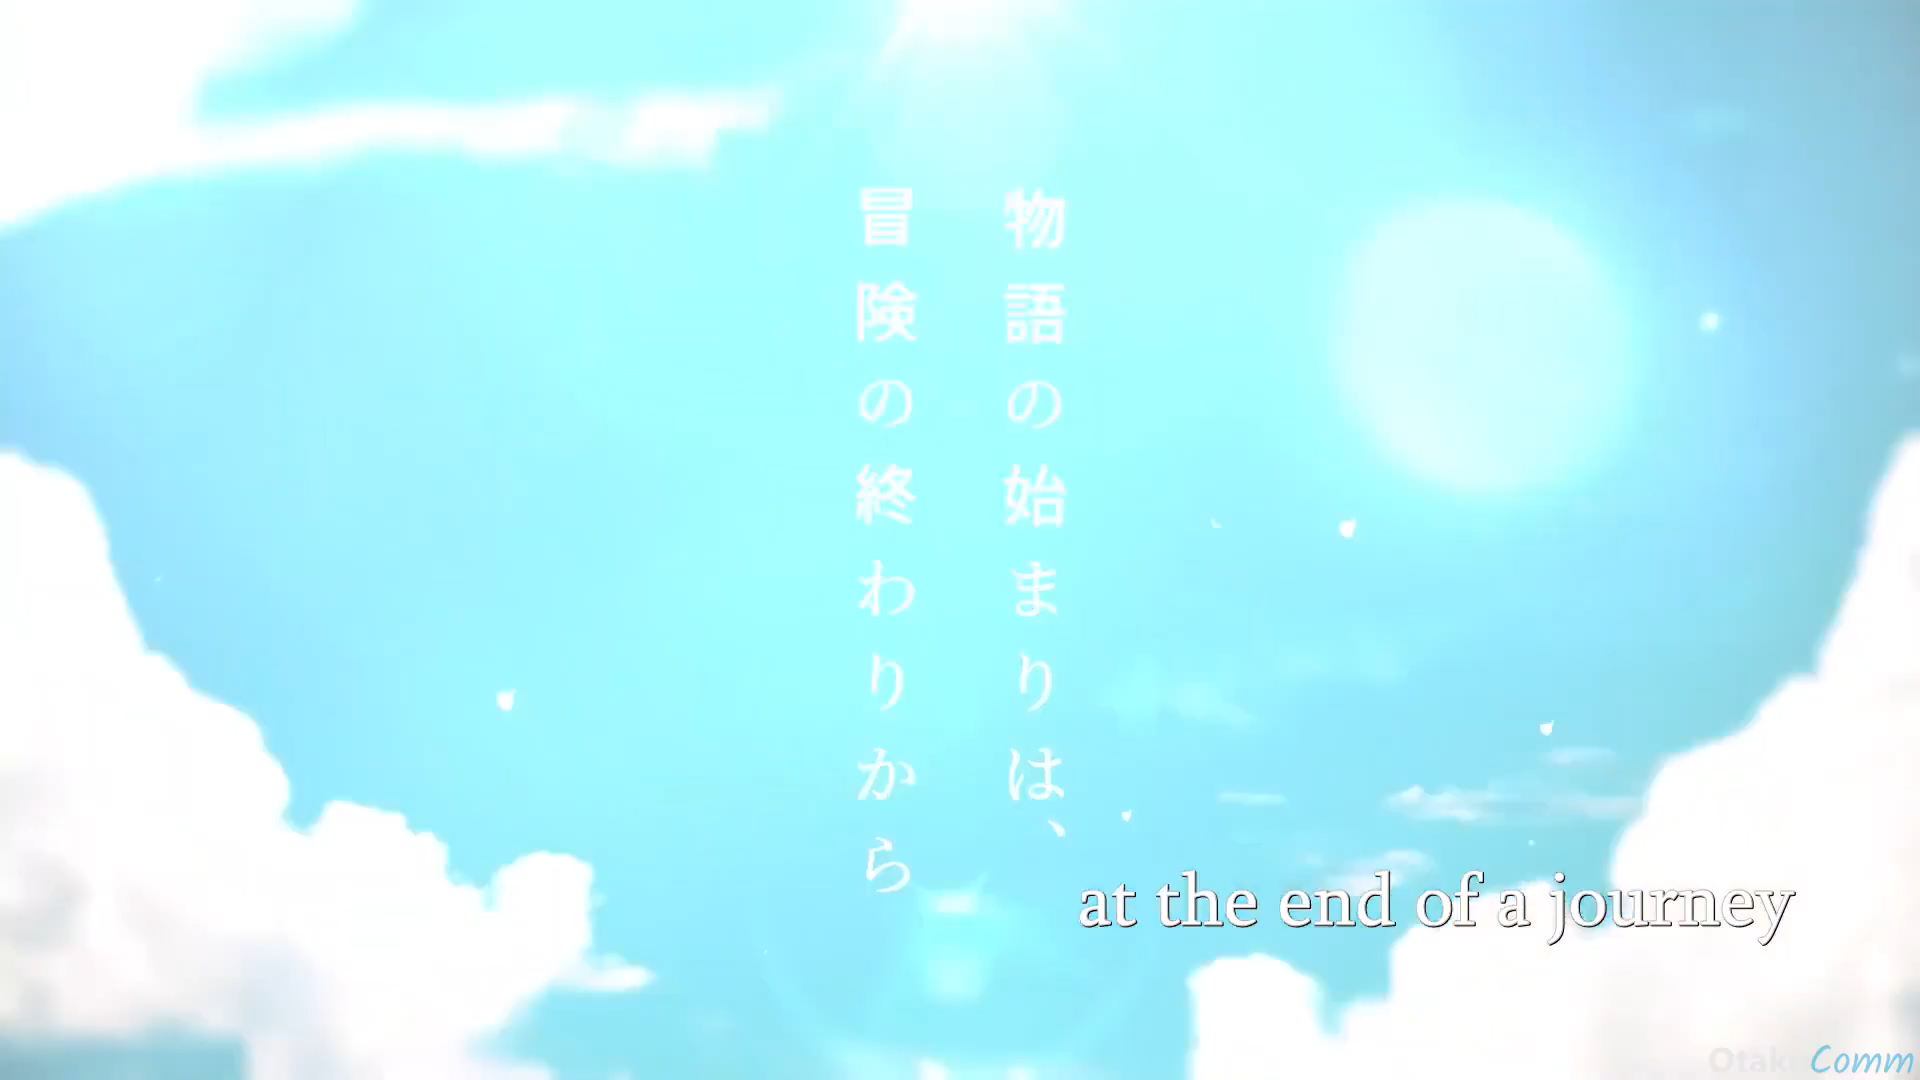 物語の始まりは、
冒険の終わりから
at the end of a journey
Otaku Comm